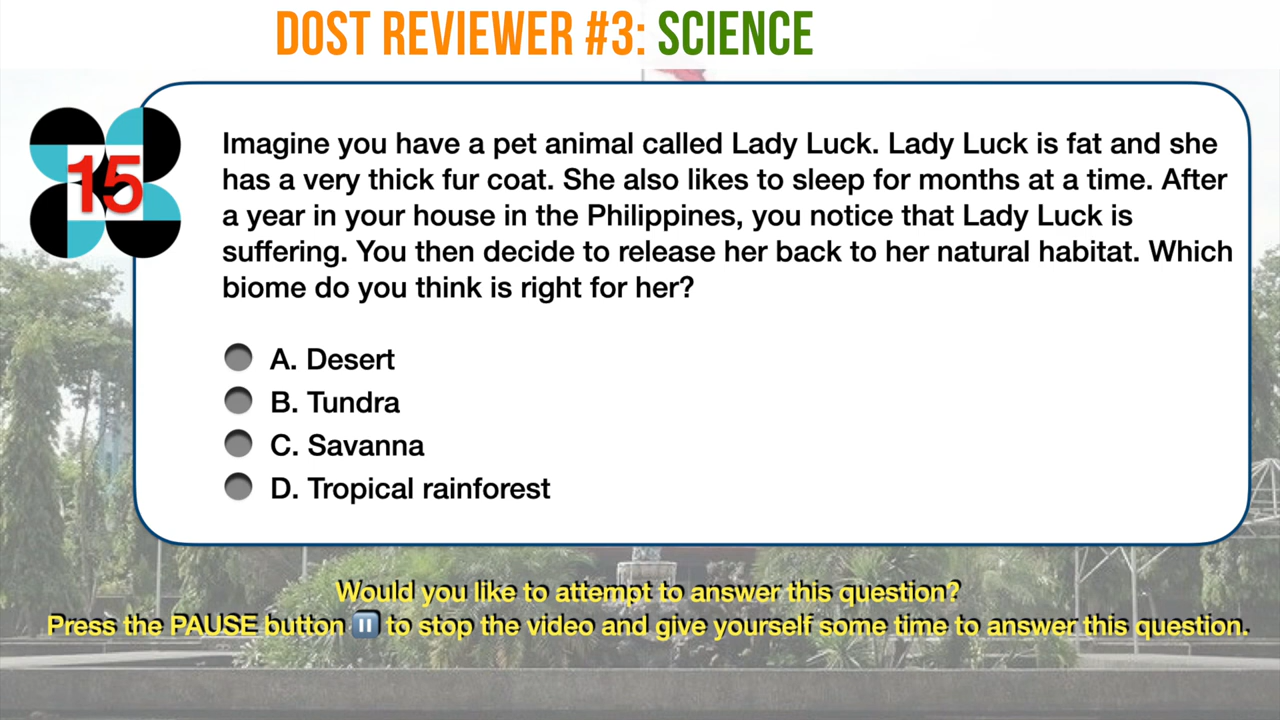 DOST REVIEWER #3: SCIENCE
15
Imagine you have a pet animal called Lady Luck. Lady Luck is fat and she
has a very thick fur coat. She also likes to sleep for months at a time. After
a year in your house in the Philippines, you notice that Lady Luck is
suffering. You then decide to release her back to her natural habitat. Which
biome do you think is right for her?
A. Desert
B. Tundra
C. Savanna
D. Tropical rainforest
Would you like to attempt to answer this question?
Press the PAUSE button ⏸️ to stop the video and give yourself some time to answer this question.